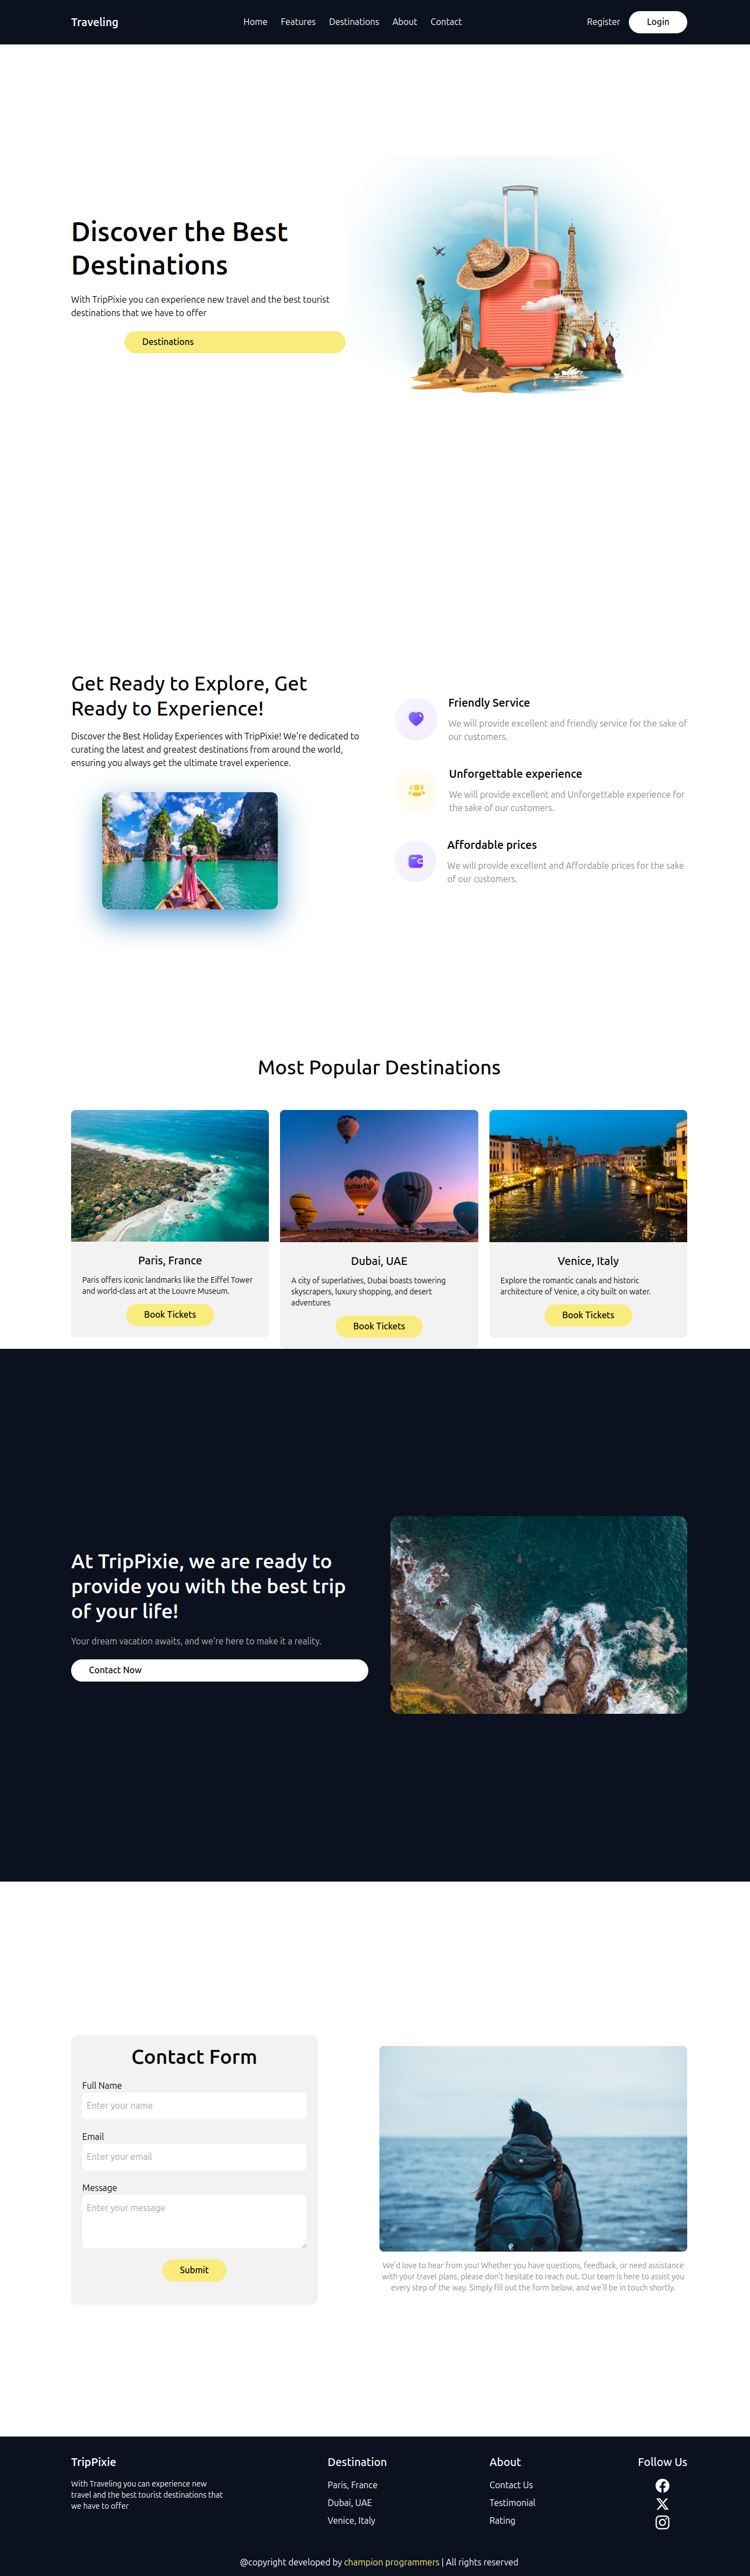 Traveling
Home Features Destinations About Contact
Register Login
Discover the Best
Destinations
With TripPixie you can experience new travel and the best tourist
destinations that we have to offer
Destinations
Get Ready to Explore, Get
Ready to Experience!
Discover the Best Holiday Experiences with TripPixie! We're dedicated to
curating the latest and greatest destinations from around the world,
ensuring you always get the ultimate travel experience.
Friendly Service
We will provide excellent and friendly service for the sake of
our customers.
Unforgettable experience
We will provide excellent and Unforgettable experience for
the sake of our customers.
Affordable prices
We will provide excellent and Affordable prices for the sake
of our customers.
Most Popular Destinations
Paris, France
Paris offers iconic landmarks like the Eiffel Tower
and world-class art at the Louvre Museum.
Book Tickets
Dubai, UAE
A city of superlatives, Dubai boasts towering
skyscrapers, luxury shopping, and desert
adventures
Book Tickets
Venice, Italy
Explore the romantic canals and historic
architecture of Venice, a city built on water.
Book Tickets
At TripPixie, we are ready to
provide you with the best trip
of your life!
Your dream vacation awaits, and we're here to make it a reality.
Contact Now
Contact Form
Full Name
Enter your name
Email
Enter your email
Message
Enter your message
Submit
We'd love to hear from you! Whether you have questions, feedback, or need assistance
with your travel plans, please don't hesitate to reach out. Our team is here to assist you
every step of the way. Simply fill out the form below, and we'll be in touch shortly.
TripPixie
With Traveling you can experience new
travel and the best tourist destinations that
we have to offer
Destination
Paris, France
Dubai, UAE
Venice, Italy
About
Contact Us
Testimonial
Rating
Follow Us
@copyright developed by champion programmers | All rights reserved